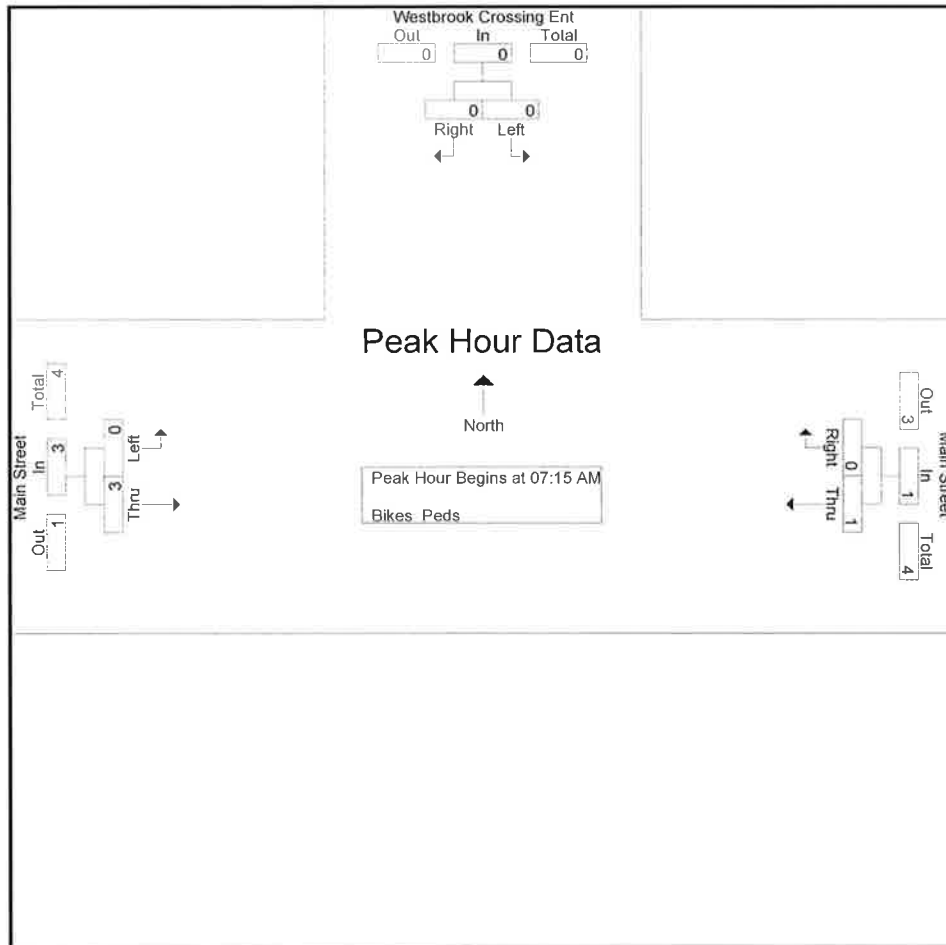 Westbrook Crossing Ent
Out In Total
0 0 0
0 0
Right Left
Peak Hour Data
North
Peak Hour Begins at 07:15 AM
Bikes Peds
Main Street
Out In Total
1 3 4
Left Thru
0 3
Main Street
Out In Total
3 1 4
Right Thru
0 1